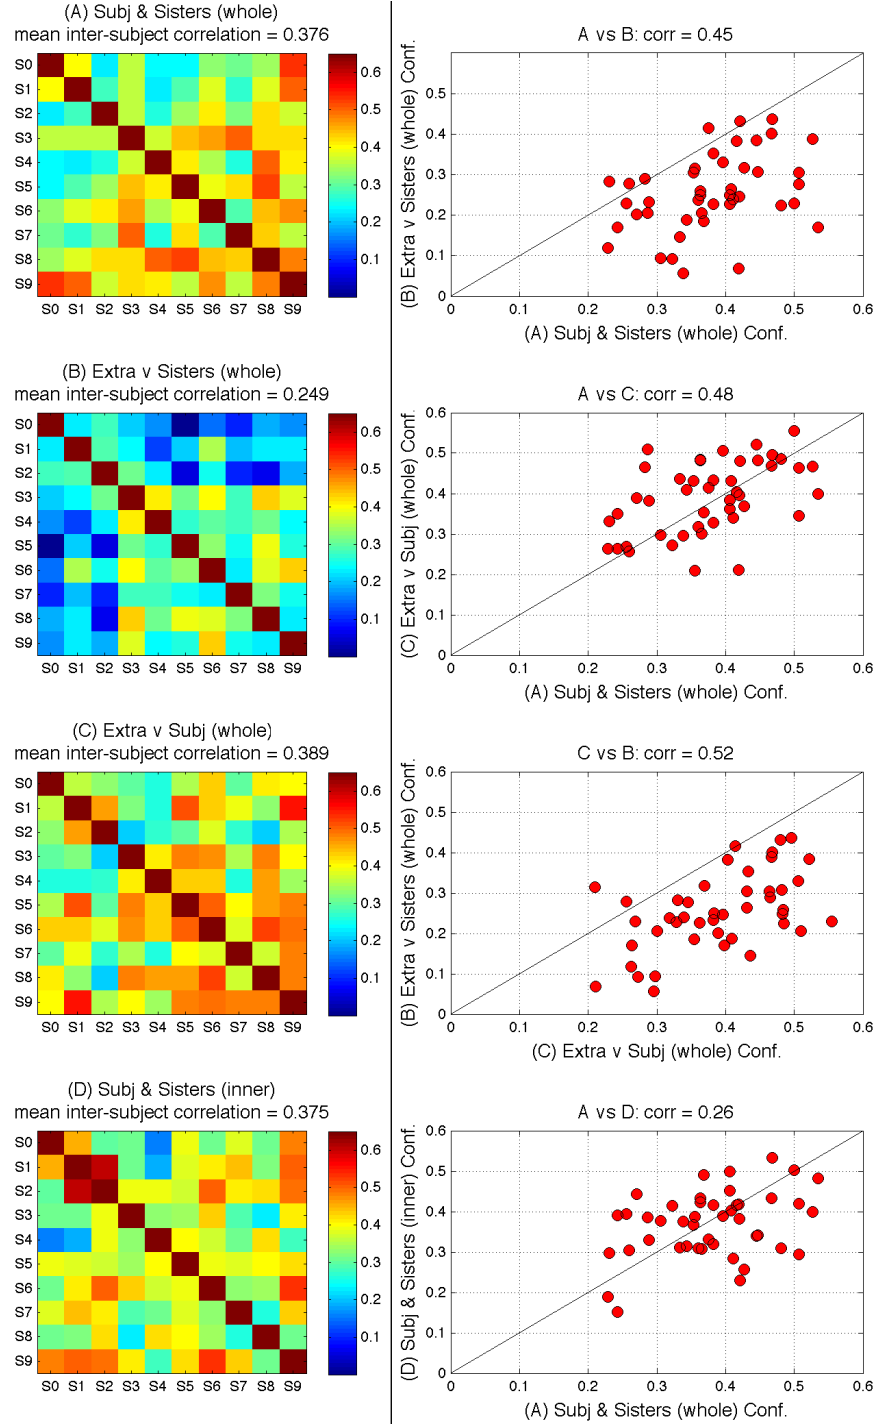 (A) Subj & Sisters (whole)
mean inter-subject correlation = 0.376
S0
S1
S2
S3
S4
S5
S6
S7
S8
S9
S0 S1 S2 S3 S4 S5 S6 S7 S8 S9
0.6
0.5
0.4
0.3
0.2
0.1
A vs B: corr = 0.45
(B) Extra v Sisters (whole) Conf.
0.6
0.5
0.4
0.3
0.2
0.1
0
0 0.1 0.2 0.3 0.4 0.5 0.6
(A) Subj & Sisters (whole) Conf.
(B) Extra v Sisters (whole)
mean inter-subject correlation = 0.249
S0
S1
S2
S3
S4
S5
S6
S7
S8
S9
S0 S1 S2 S3 S4 S5 S6 S7 S8 S9
0.6
0.5
0.4
0.3
0.2
0.1
A vs C: corr = 0.48
(C) Extra v Subj (whole) Conf.
0.6
0.5
0.4
0.3
0.2
0.1
0
0 0.1 0.2 0.3 0.4 0.5 0.6
(A) Subj & Sisters (whole) Conf.
(C) Extra v Subj (whole)
mean inter-subject correlation = 0.389
S0
S1
S2
S3
S4
S5
S6
S7
S8
S9
S0 S1 S2 S3 S4 S5 S6 S7 S8 S9
0.6
0.5
0.4
0.3
0.2
0.1
C vs B: corr = 0.52
(B) Extra v Sisters (whole) Conf.
0.6
0.5
0.4
0.3
0.2
0.1
0
0 0.1 0.2 0.3 0.4 0.5 0.6
(C) Extra v Subj (whole) Conf.
(D) Subj & Sisters (inner)
mean inter-subject correlation = 0.375
S0
S1
S2
S3
S4
S5
S6
S7
S8
S9
S0 S1 S2 S3 S4 S5 S6 S7 S8 S9
0.6
0.5
0.4
0.3
0.2
0.1
A vs D: corr = 0.26
(D) Subj & Sisters (inner) Conf.
0.6
0.5
0.4
0.3
0.2
0.1
0
0 0.1 0.2 0.3 0.4 0.5 0.6
(A) Subj & Sisters (whole) Conf.